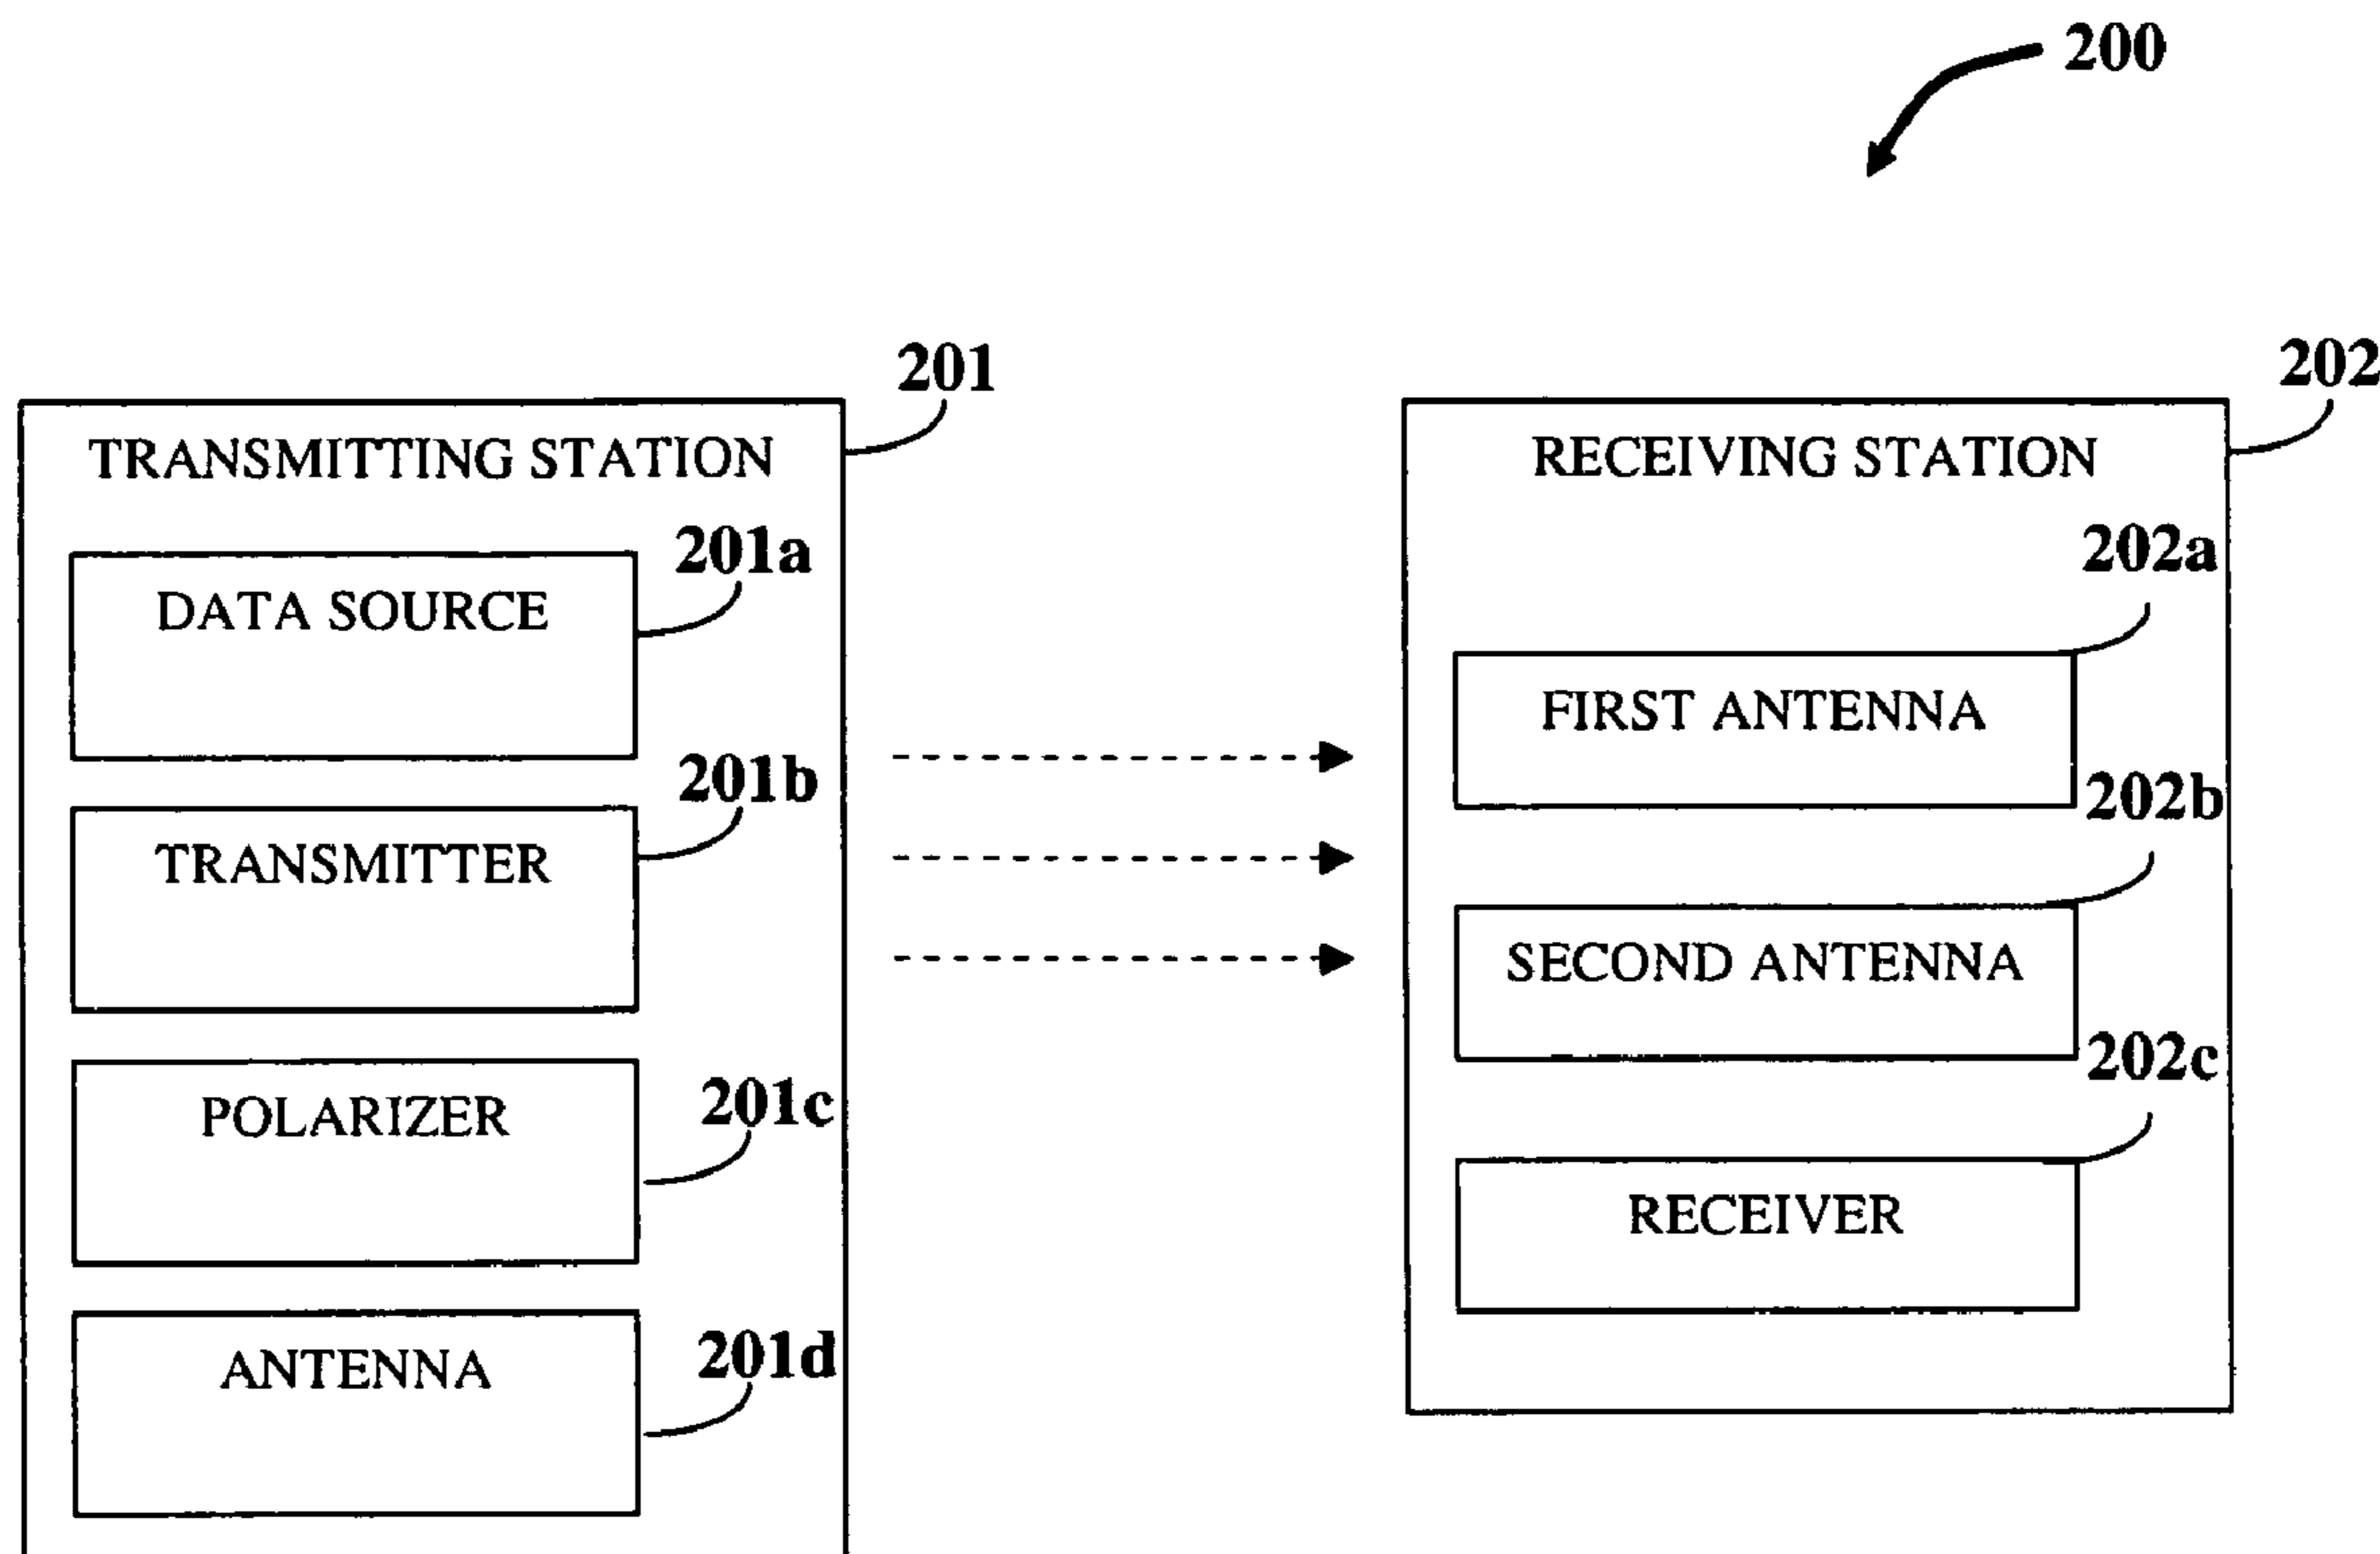 200
201
TRANSMITTING STATION
201a
DATA SOURCE
201b
TRANSMITTER
201c
POLARIZER
201d
ANTENNA
202
RECEIVING STATION
202a
FIRST ANTENNA
202b
SECOND ANTENNA
202c
RECEIVER